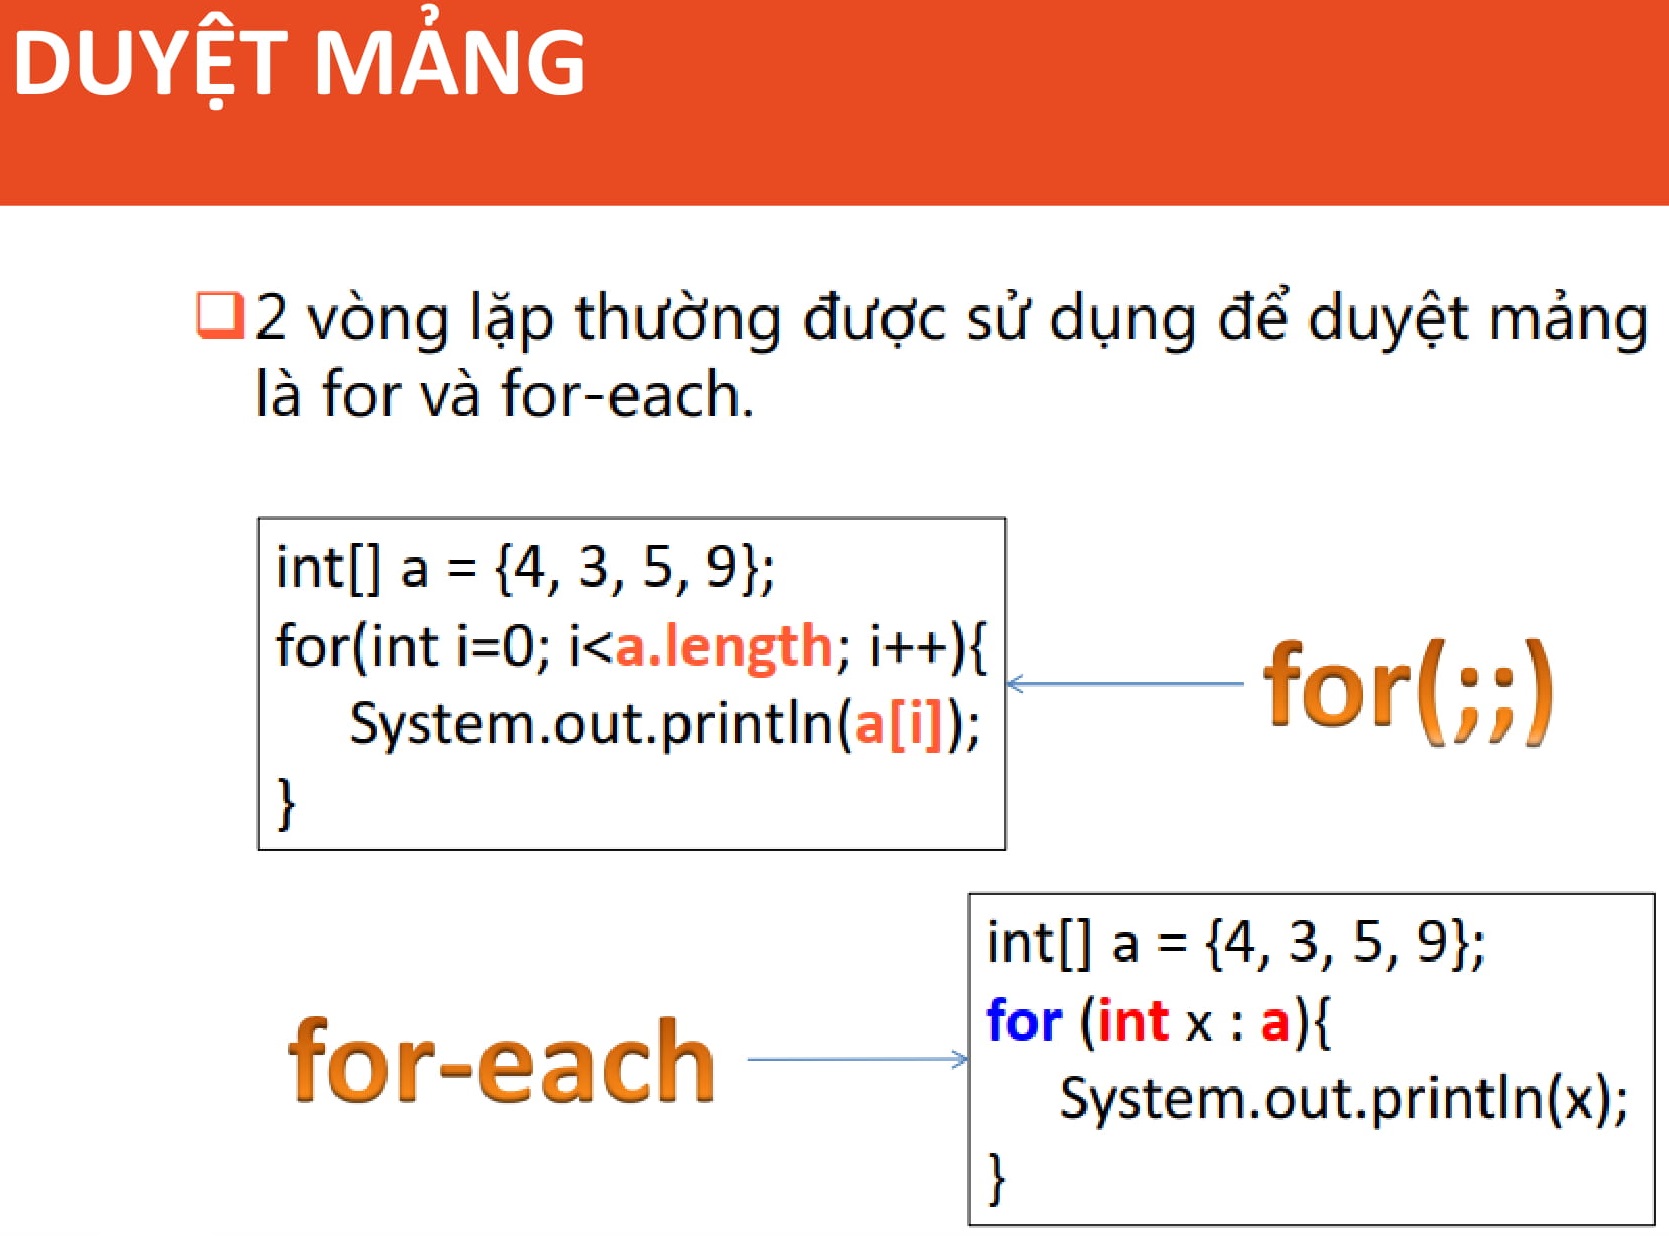 DUYỆT MẢNG
2 vòng lặp thường được sử dụng để duyệt mảng
là for và for-each.
int[] a = {4, 3, 5, 9};
for(int i=0; i<a.length; i++){
System.out.println(a[i]);
}
for(;;)
for-each
int[] a = {4, 3, 5, 9};
for (int x : a){
System.out.println(x);
}